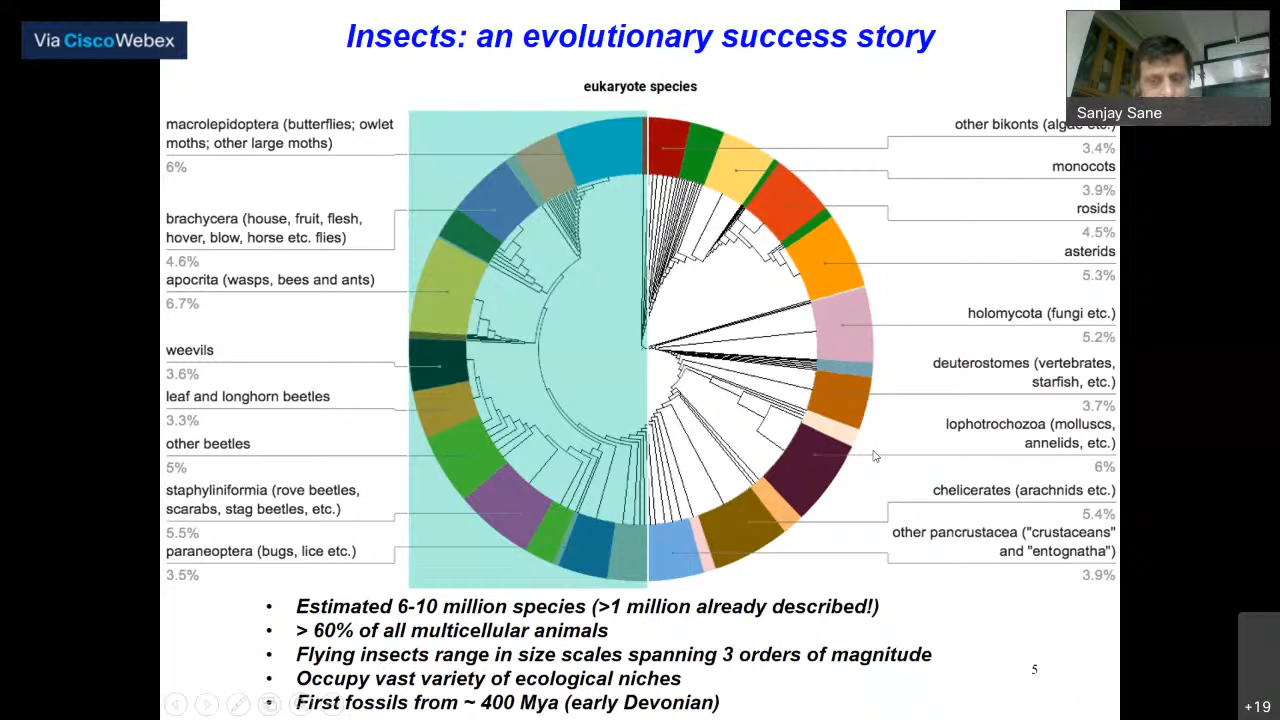 Via CiscoWebex
Insects: an evolutionary success story
Sanjay Sane
eukaryote species
macrolepidoptera (butterflies; owlet
moths; other large moths)
6%
brachycera (house, fruit, flesh,
hover, blow, horse etc. flies)
4.6%
apocrita (wasps, bees and ants)
6.7%
weevils
3.6%
leaf and longhorn beetles
3.3%
other beetles
5%
staphyliniforma (rove beetles,
scarabs, stag beetles, etc.)
5.5%
paraneoptera (bugs, lice etc.)
3.5%
other bikonts (algae etc.)
3.4%
monocots
3.9%
rosids
4.5%
asterids
5.3%
holomycota (fungi etc.)
5.2%
deuterostomes (vertebrates,
starfish, etc.)
3.7%
lophotrochozoa (molluscs,
annelids, etc.)
6%
chelicerates (arachnids etc.)
5.4%
other pancrustacea ("crustaceans"
and "entognatha")
3.9%
• Estimated 6-10 million species (>1 million already described!)
• > 60% of all multicellular animals
• Flying insects range in size scales spanning 3 orders of magnitude
• Occupy vast variety of ecological niches
• First fossils from ~ 400 Mya (early Devonian)
5
+19